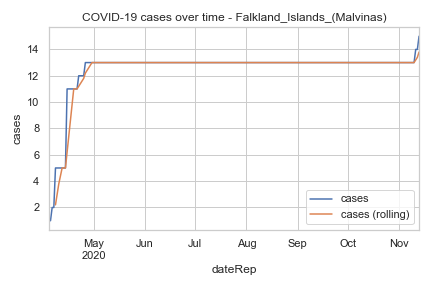 COVID-19 cases over time - Falkland_Islands_(Malvinas)
cases
14
12
10
8
6
4
2
cases
cases (rolling)
May Jun Jul Aug Sep Oct Nov
2020
dateRep